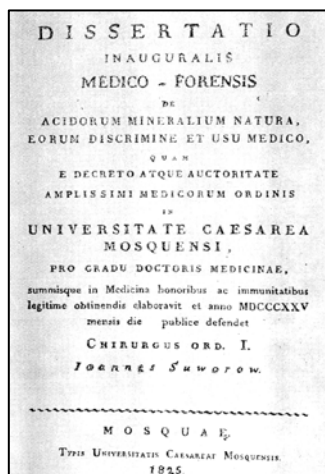 DISSERTATIO
INAUGURALIS
MEDICO - FORENSIS
DE
ACIDORUM MINERALIUM NATURA,
EORUM DISCRIMINE ET USU MEDICO,
QUAM
E DECRETO ATQUE AUCTORITATE
AMPLISSIMI MEDICORUM ORDINIS
IN
UNIVERSITATE CAESAREA
MOSQUENSI,
PRO GRADU DOCTORIS MEDICINAE,
summisque in Medicina honoribus ac immunitatibus
legitime obtinendis elaboravit et anno MDCCCXXV
mensis die publice defendet
CHIRURGUS ORD. I.
Ioannes Suworow.
MOSQUAE,
TYPIS UNIVERSITATIS CAESAREAE MOSQUENSIS.
1825.